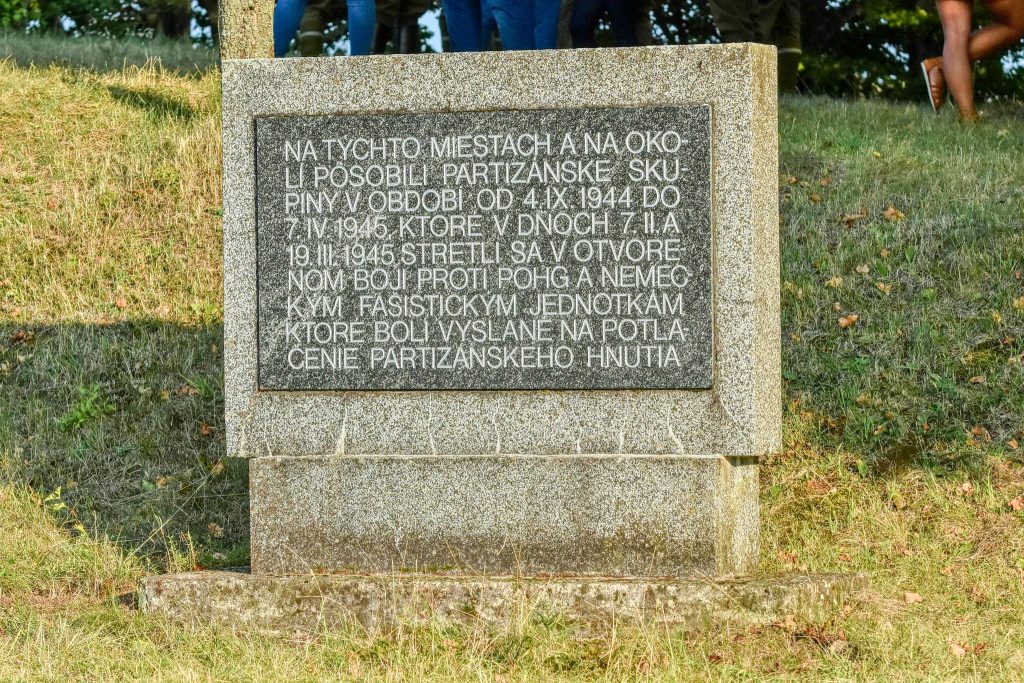 NA TÝCHTO MIESTACH A NA OKO-
LÍ PÔSOBILI PARTIZÁNSKE SKU
PINY V OBDOBÍ OD 4.IX.1944 DO
7.IV.1945, KTORÉ V DŇOCH 7.II.A
19.III.1945 STRETLI SA V OTVORE-
NOM BOJI PROTI POHG A NEMEC
KÝM FAŠISTICKÝM JEDNOTKÁM
KTORÉ BOLI VYSLANÉ NA POTLA
ČENIE PARTIZÁNSKEHO HNUTIA